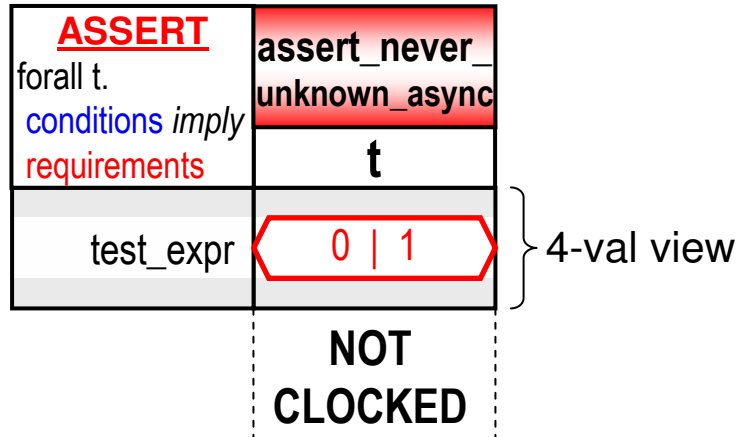 ASSERT
forall t.
conditions imply
requirements
assert_never_
unknown_async
t
test_expr
0 | 1
4-val view
NOT
CLOCKED